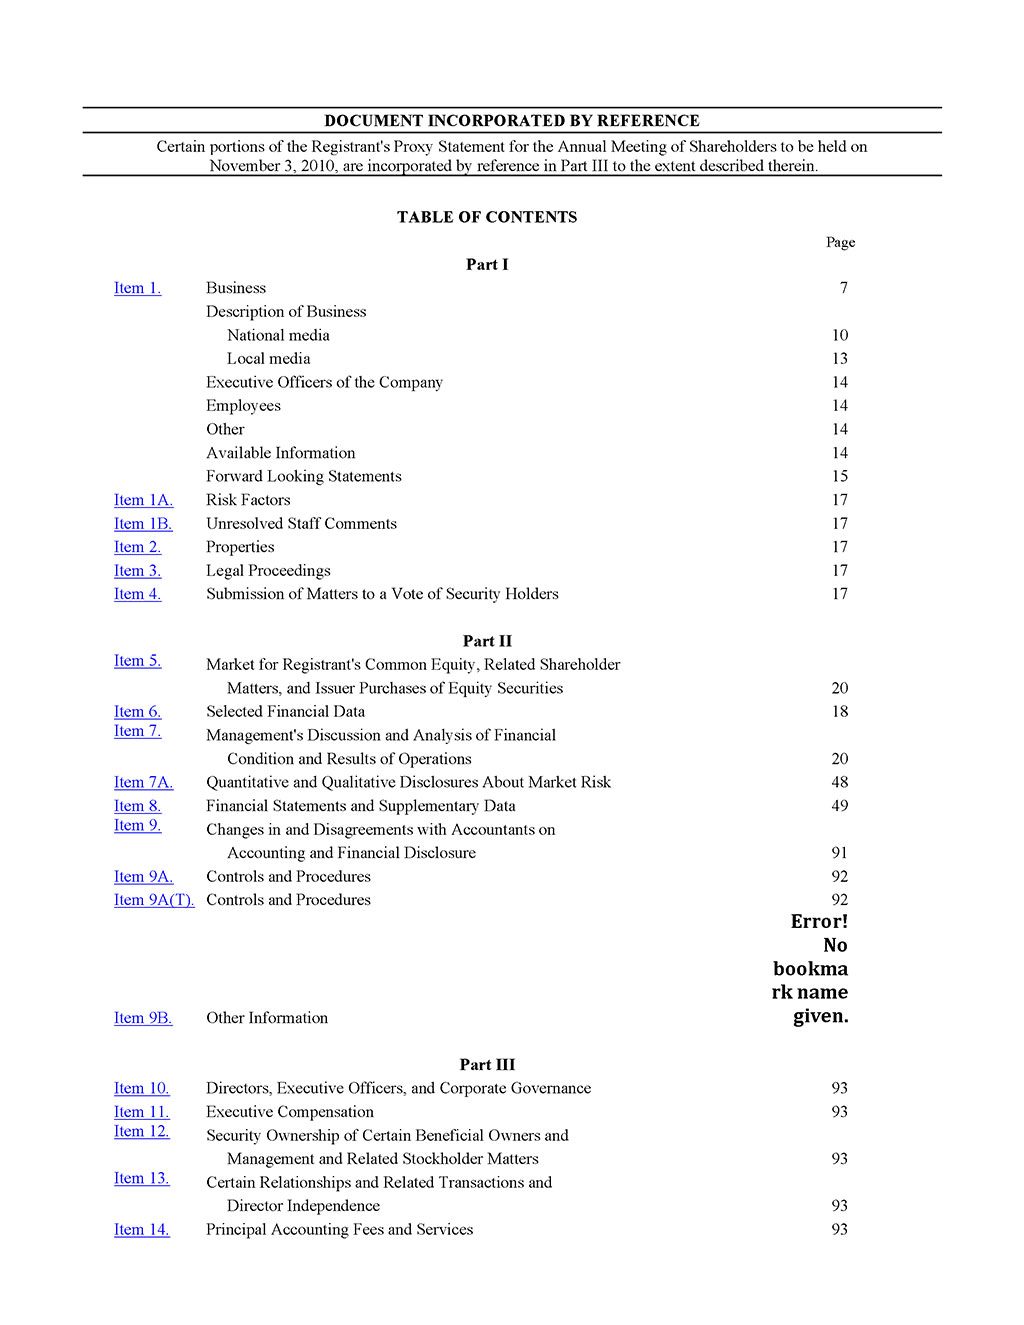 DOCUMENT INCORPORATED BY REFERENCE
Certain portions of the Registrant's Proxy Statement for the Annual Meeting of Shareholders to be held on
November 3, 2010, are incorporated by reference in Part III to the extent described therein.
TABLE OF CONTENTS
Page
Part I
Item 1. Business 7
Description of Business
National media 10
Local media 13
Executive Officers of the Company 14
Employees 14
Other 14
Available Information 14
Forward Looking Statements 15
Item 1A. Risk Factors 17
Item 1B. Unresolved Staff Comments 17
Item 2. Properties 17
Item 3. Legal Proceedings 17
Item 4. Submission of Matters to a Vote of Security Holders 17
Part II
Item 5. Market for Registrant's Common Equity, Related Shareholder
Matters, and Issuer Purchases of Equity Securities 20
Item 6. Selected Financial Data 18
Item 7. Management's Discussion and Analysis of Financial
Condition and Results of Operations 20
Item 7A. Quantitative and Qualitative Disclosures About Market Risk 48
Item 8. Financial Statements and Supplementary Data 49
Item 9. Changes in and Disagreements with Accountants on
Accounting and Financial Disclosure 91
Item 9A. Controls and Procedures 92
Item 9A(T). Controls and Procedures 92
Error!
No
bookma
rk name
Item 9B. Other Information given.
Part III
Item 10. Directors, Executive Officers, and Corporate Governance 93
Item 11. Executive Compensation 93
Item 12. Security Ownership of Certain Beneficial Owners and
Management and Related Stockholder Matters 93
Item 13. Certain Relationships and Related Transactions and
Director Independence 93
Item 14. Principal Accounting Fees and Services 93